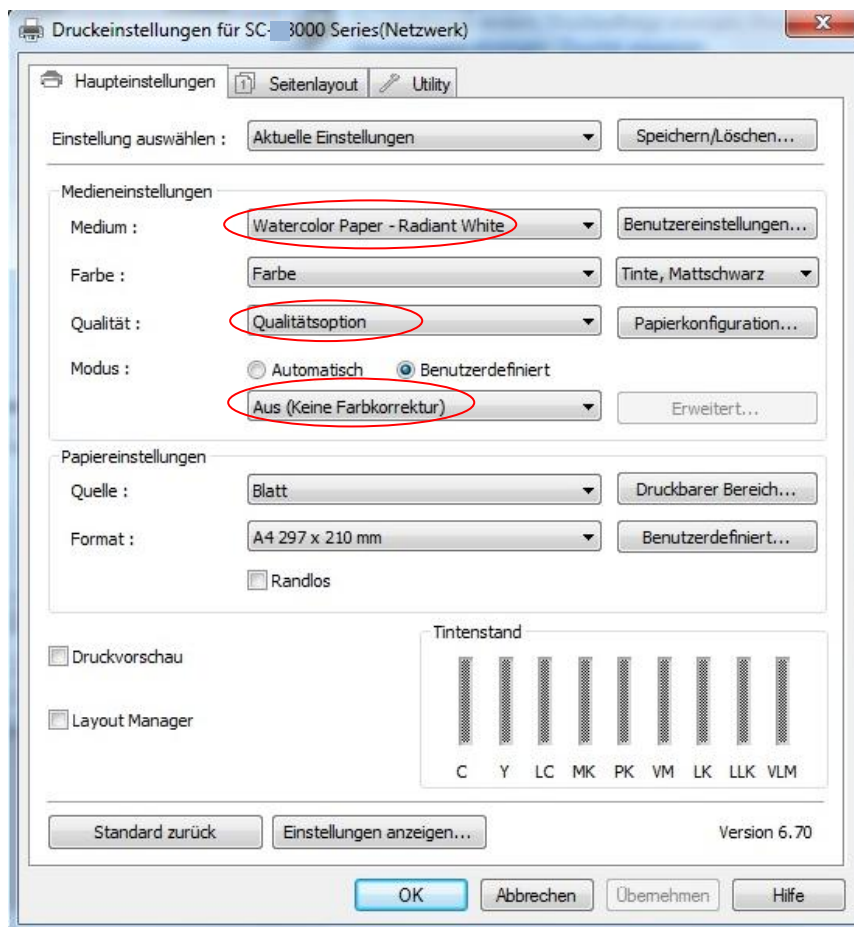 Druckeinstellungen für SC- 3000 Series(Netzwerk)
Haupteinstellungen 1 Seitenlayout Utility
Einstellung auswählen : Aktuelle Einstellungen Speichern/Löschen...
Medieneinstellungen
Medium : Watercolor Paper - Radiant White Benutzereinstellungen...
Farbe : Farbe Tinte, Mattschwarz
Qualität : Qualitätsoption Papierkonfiguration...
Modus : Automatisch Benutzerdefiniert
Aus (Keine Farbkorrektur) Erweitert...
Papiereinstellungen
Quelle : Blatt Druckbarer Bereich...
Format : A4 297 x 210 mm Benutzerdefiniert...
Randlos
Tintenstand
Druckvorschau
Layout Manager
C Y LC MK PK VM LK LLK VLM
Standard zurück Einstellungen anzeigen... Version 6.70
OK Abbrechen Übernehmen Hilfe